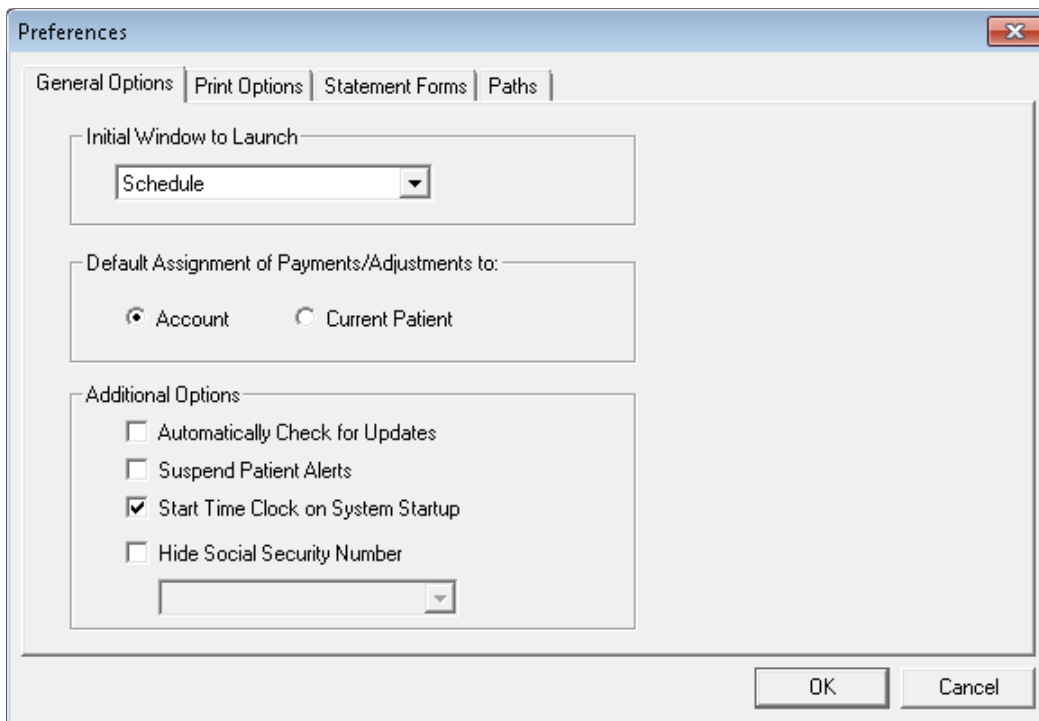 Preferences
General Options Print Options Statement Forms Paths
Initial Window to Launch
Schedule
Default Assignment of Payments/Adjustments to:
Account Current Patient
Additional Options
Automatically Check for Updates
Suspend Patient Alerts
Start Time Clock on System Startup
Hide Social Security Number
OK Cancel